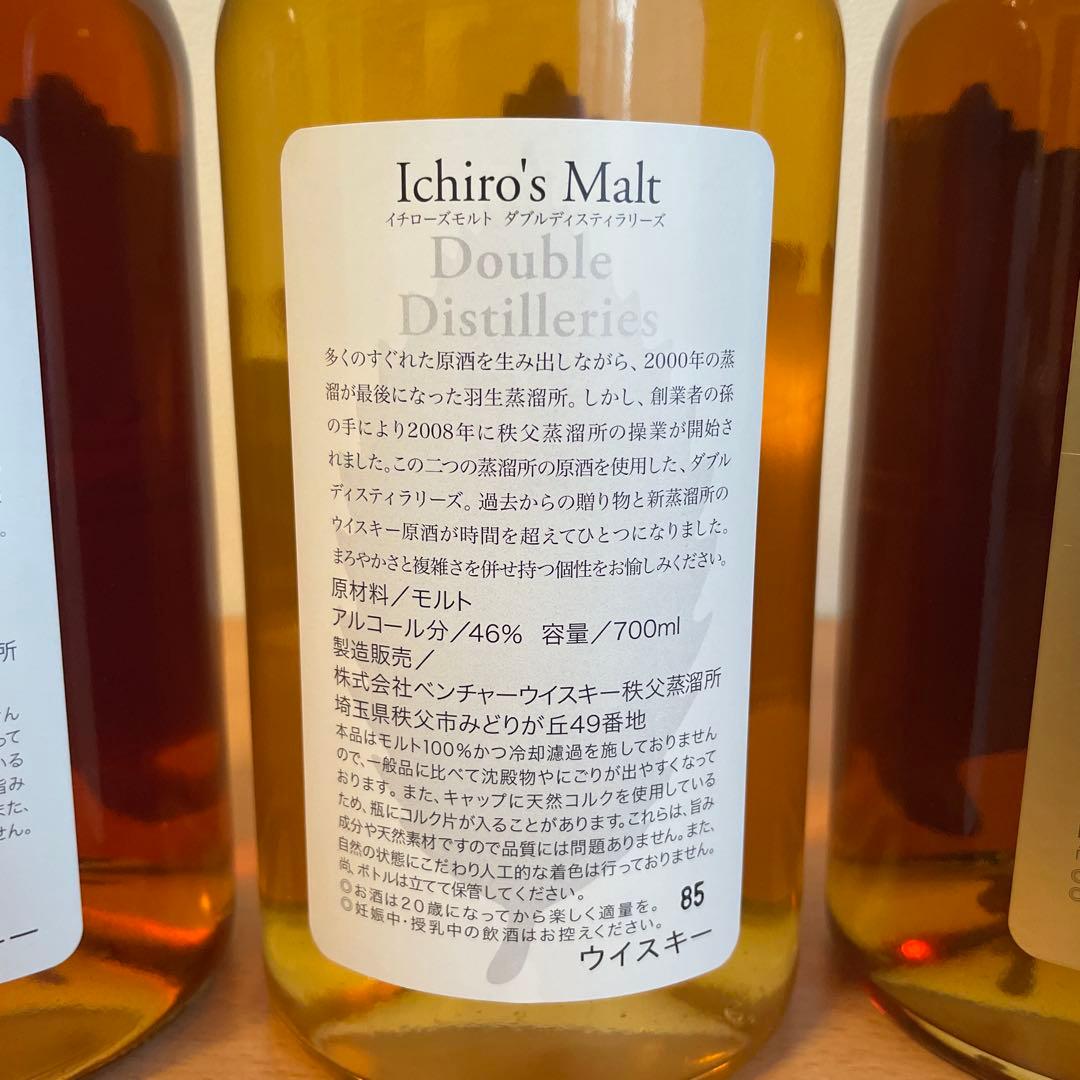 Ichiro's Malt
イチローズモルト ダブルディスティラリーズ
Double
Distilleries
多くのすぐれた原酒を生み出しながら、2000年の蒸
溜が最後になった羽生蒸溜所。しかし、創業者の孫
の手により2008年に秩父蒸溜所の操業が開始さ
れました。この二つの蒸溜所の原酒を使用した、ダブル
ディスティラリーズ。過去からの贈り物と新蒸溜所の
ウイスキー原酒が時間を超えてひとつになりました。
まろやかさと複雑さを併せ持つ個性をお愉しみください。
原材料／モルト
アルコール分／46% 容量／700ml
製造販売／
株式会社ベンチャーウイスキー秩父蒸溜所
埼玉県秩父市みどりが丘49番地
本品はモルト100%かつ冷却濾過を施しておりません
ので、一般品に比べて沈殿物やにごりが出やすくなって
おります。また、キャップに天然コルクを使用している
ため、瓶にコルク片が入ることがあります。これらは、旨み
成分や天然素材ですので品質には問題ありません。また、
自然の状態にこだわり人工的な着色は行っておりません。
尚、ボトルは立てて保管してください。
◎お酒は20歳になってから楽しく適量を。
◎妊娠中・授乳中の飲酒はお控えください。
85
ウイスキー